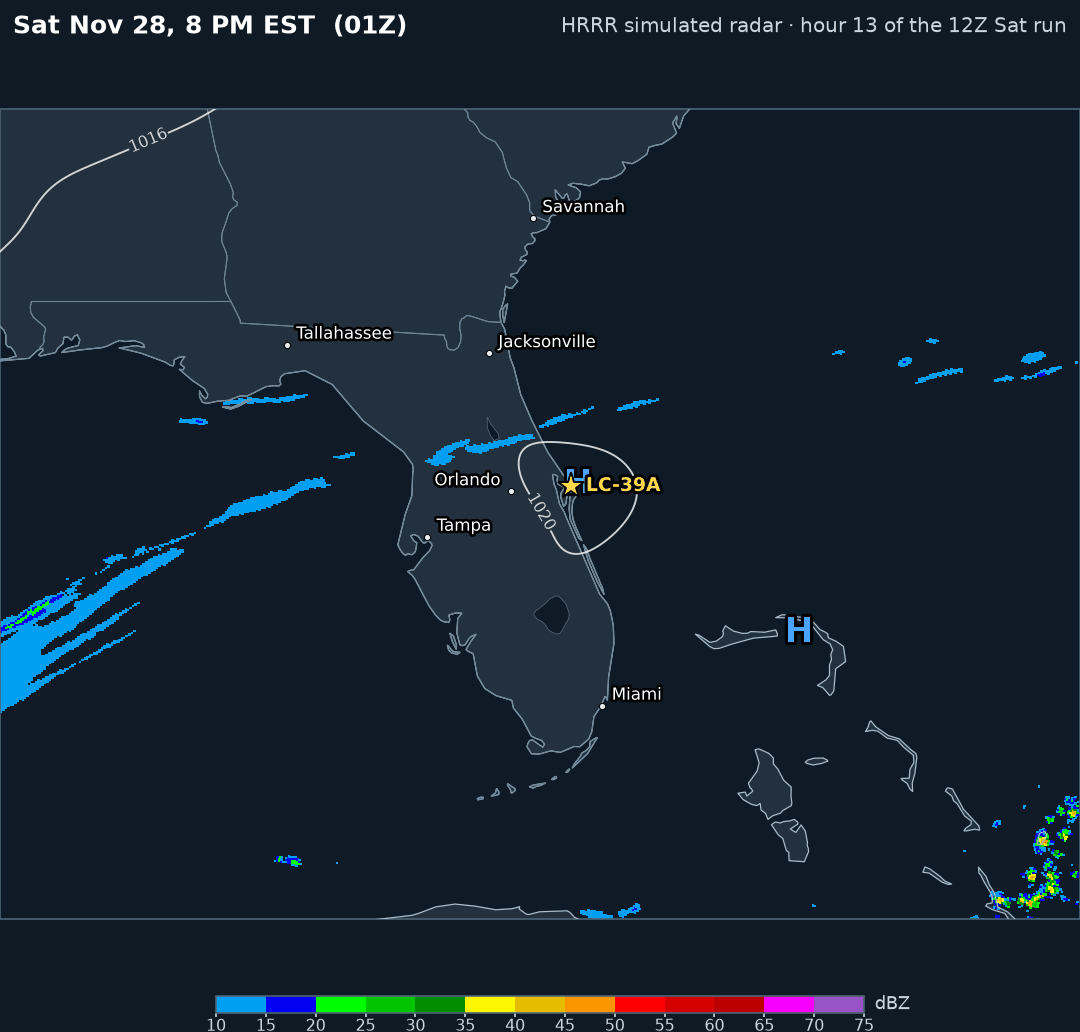 Sat Nov 28, 8 PM EST (01Z)
HRRR simulated radar · hour 13 of the 12Z Sat run
1016
Savannah
Tallahassee
Jacksonville
H
Orlando
LC-39A
1020
Tampa
H
Miami
dBZ
10 15 20 25 30 35 40 45 50 55 60 65 70 75